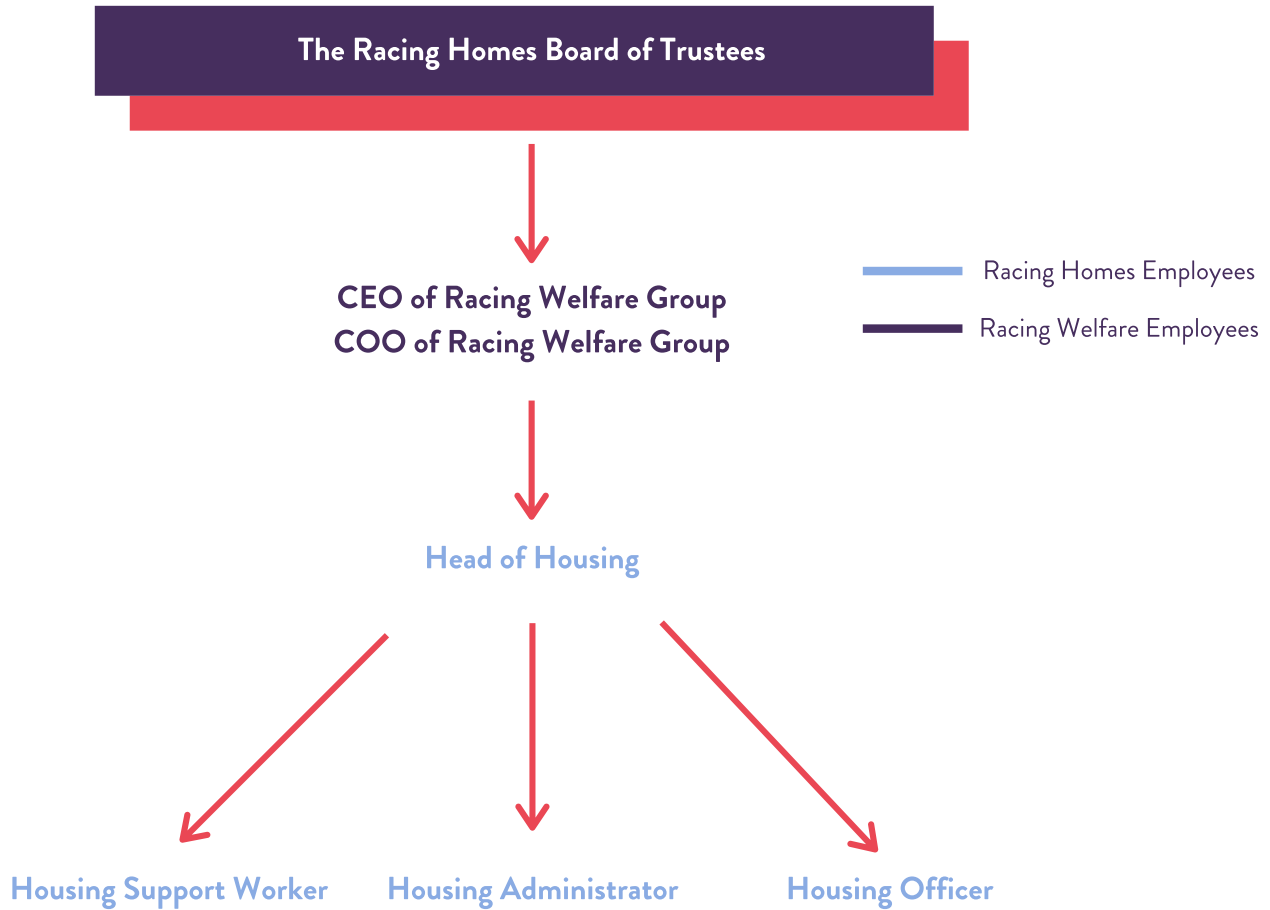 The Racing Homes Board of Trustees
CEO of Racing Welfare Group
COO of Racing Welfare Group
Racing Homes Employees
Racing Welfare Employees
Head of Housing
Housing Support Worker
Housing Administrator
Housing Officer